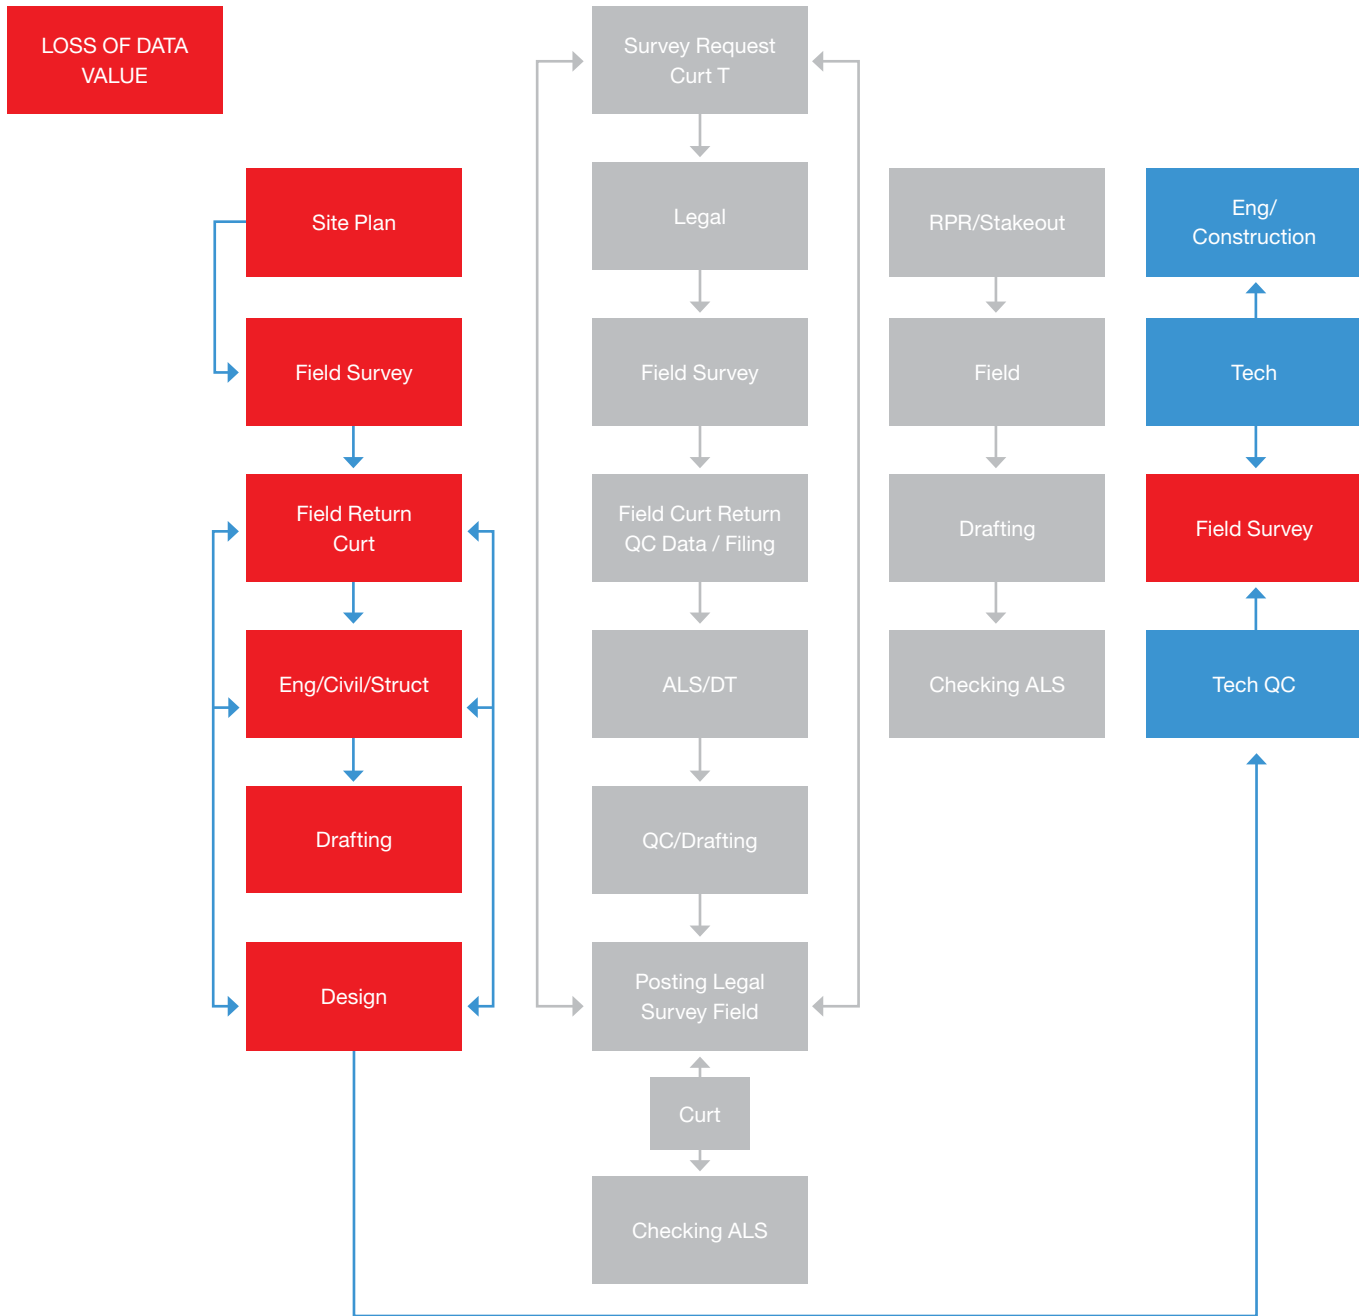 LOSS OF DATA
VALUE
Survey Request
Curt T
Site Plan
Legal
RPR/Stakeout
Eng/
Construction
Field Survey
Field Survey
Field
Tech
Field Return
Curt
Field Curt Return
QC Data / Filing
Drafting
Field Survey
Eng/Civil/Struct
ALS/DT
Checking ALS
Tech QC
Drafting
QC/Drafting
Design
Posting Legal
Survey Field
Curt
Checking ALS